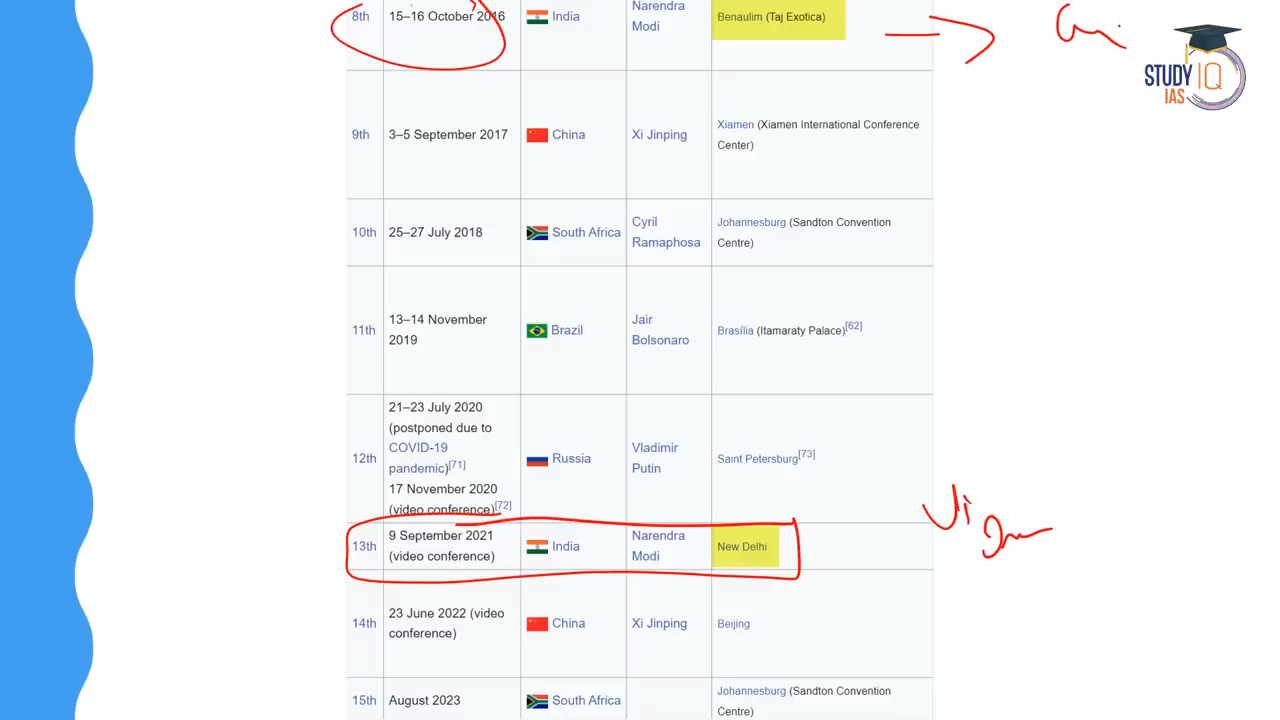 8th 15–16 October 2016 India Narendra Modi Benaulim (Taj Exotica)
STUDY IQ
IAS
9th 3–5 September 2017 China Xi Jinping Xiamen (Xiamen International Conference Center)
10th 25–27 July 2018 South Africa Cyril Ramaphosa Johannesburg (Sandton Convention Centre)
11th 13–14 November 2019 Brazil Jair Bolsonaro Brasília (Itamaraty Palace)[62]
12th 21–23 July 2020 (postponed due to COVID-19 pandemic)[71] 17 November 2020 (video conference)[72] Russia Vladimir Putin Saint Petersburg[73]
13th 9 September 2021 (video conference) India Narendra Modi New Delhi
14th 23 June 2022 (video conference) China Xi Jinping Beijing
15th August 2023 South Africa Johannesburg (Sandton Convention Centre)